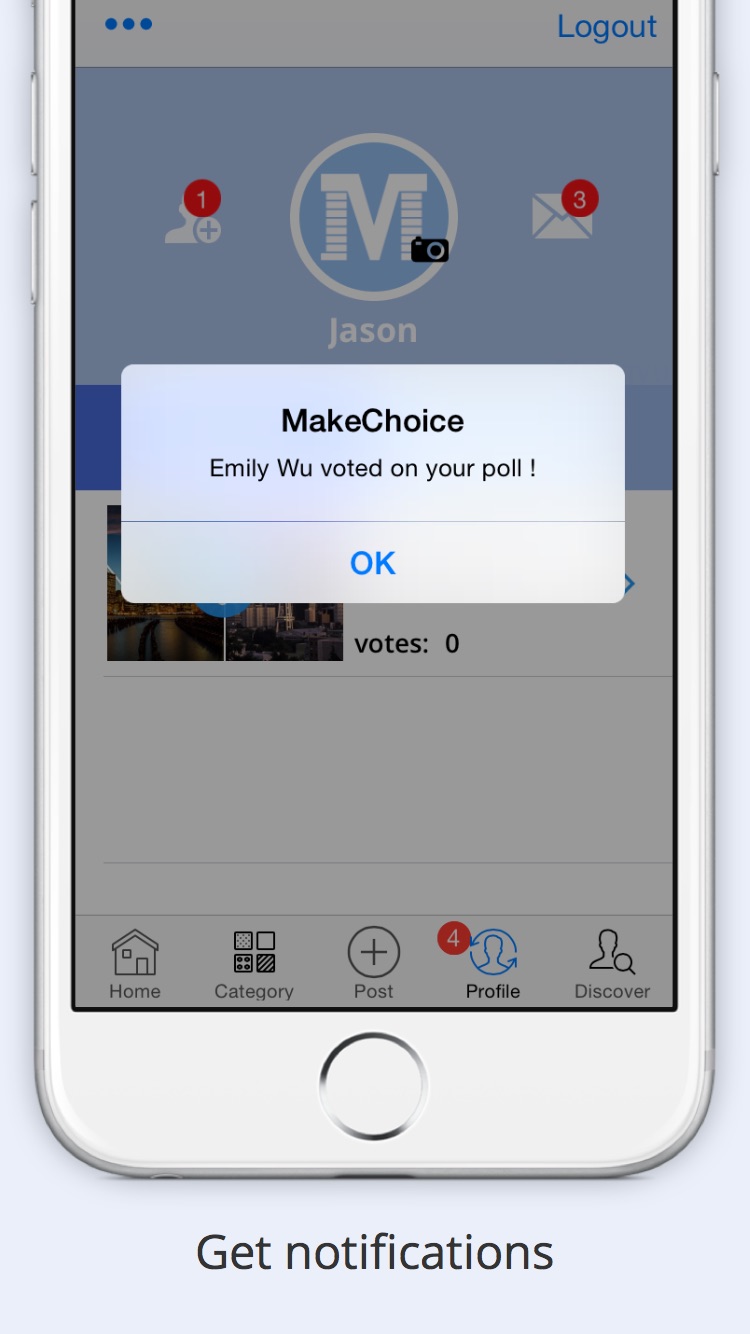 Logout
1
M
3
Jason
MakeChoice
Emily Wu voted on your poll !
OK
votes: 0
4
Home
Category
Post
Profile
Discover
Get notifications